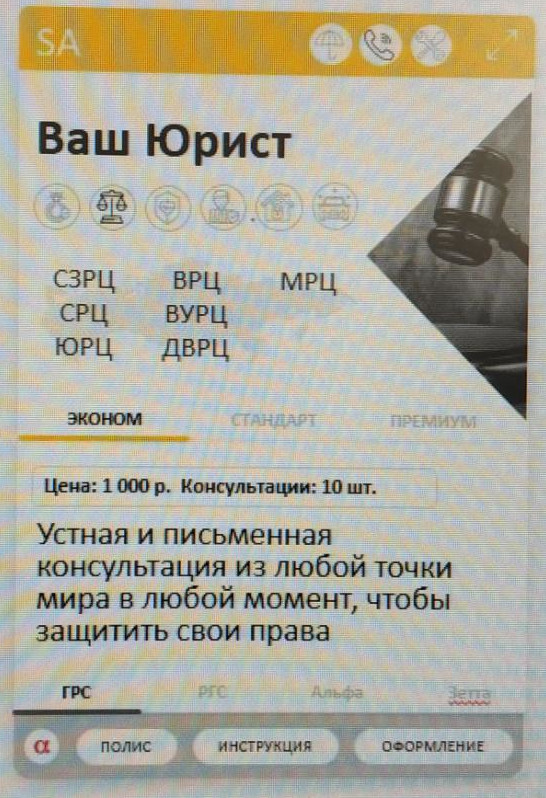 SA
Ваш Юрист
СЗРЦ ВРЦ МРЦ
СРЦ ВУРЦ
ЮРЦ ДВРЦ
ЭКОНОМ СТАНДАРТ ПРЕМИУМ
Цена: 1 000 р. Консультации: 10 шт.
Устная и письменная
консультация из любой точки
мира в любой момент, чтобы
защитить свои права
ГРС РГС Альфа Зетта
α ПОЛИС ИНСТРУКЦИЯ ОФОРМЛЕНИЕ